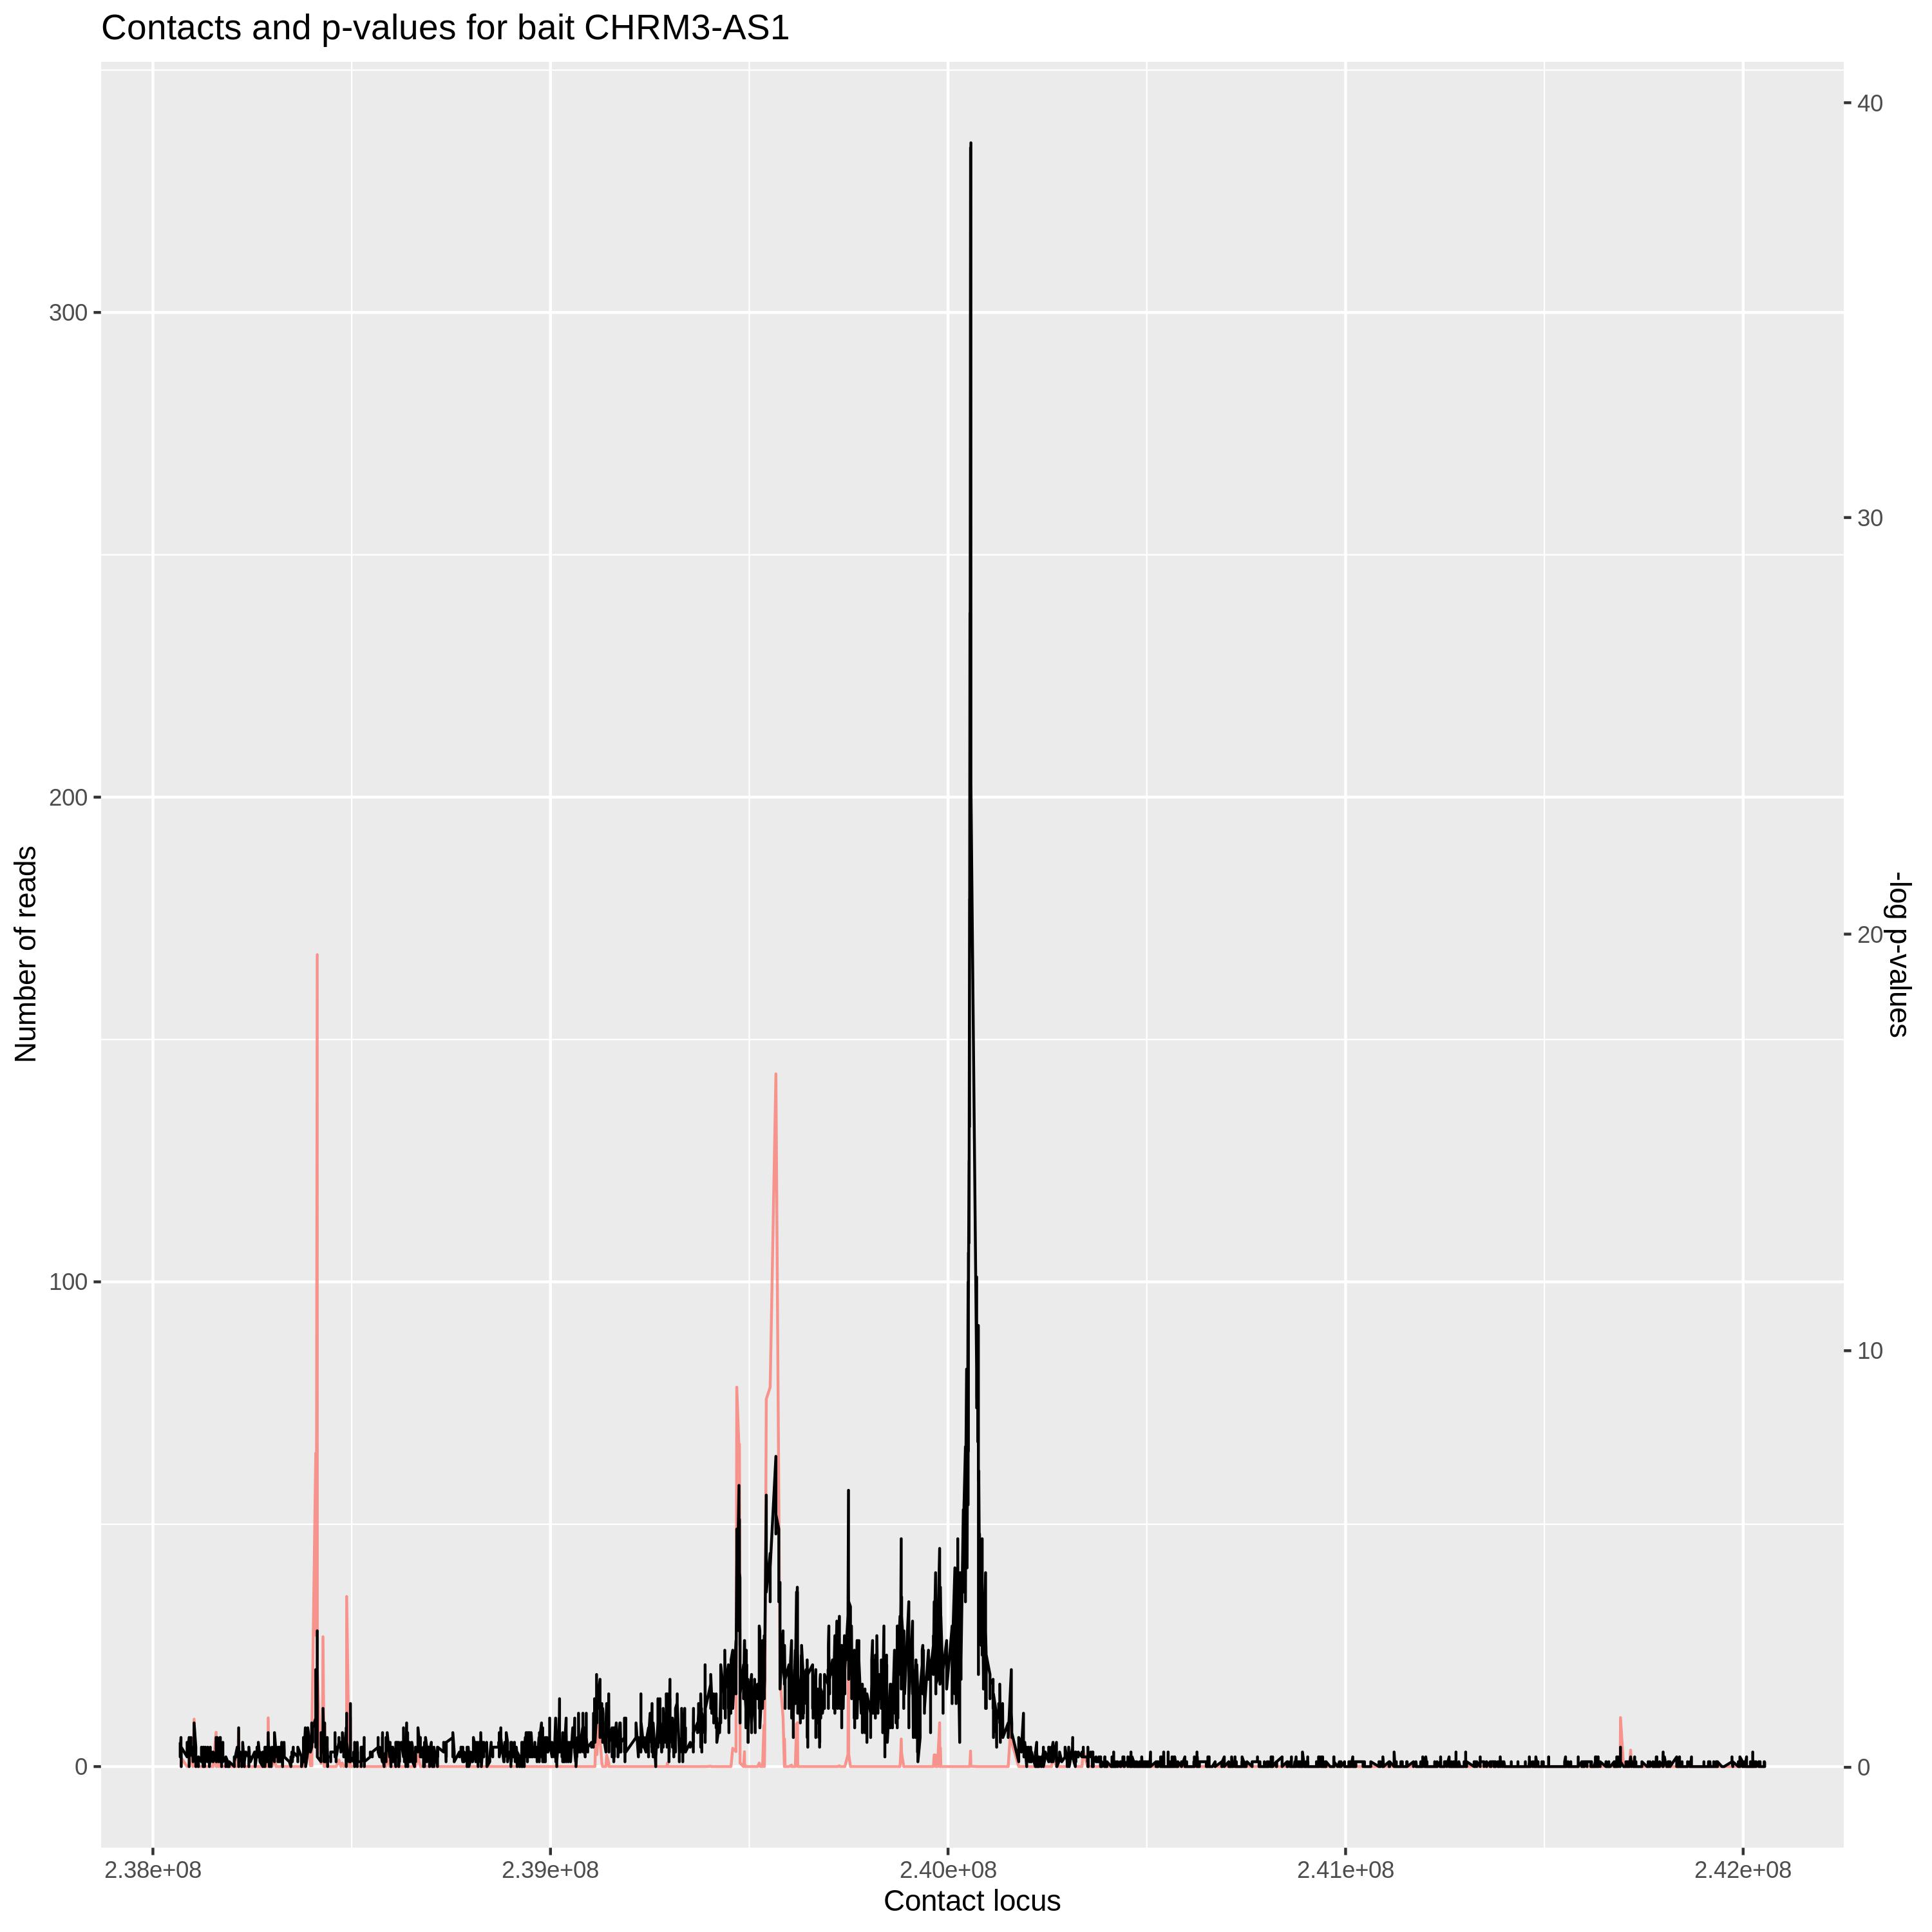 Contacts and p-values for bait CHRM3-AS1
Number of reads
300
200
100
0
40
30
20
10
0
-log p-values
2.38e+08 2.39e+08 2.40e+08 2.41e+08 2.42e+08
Contact locus